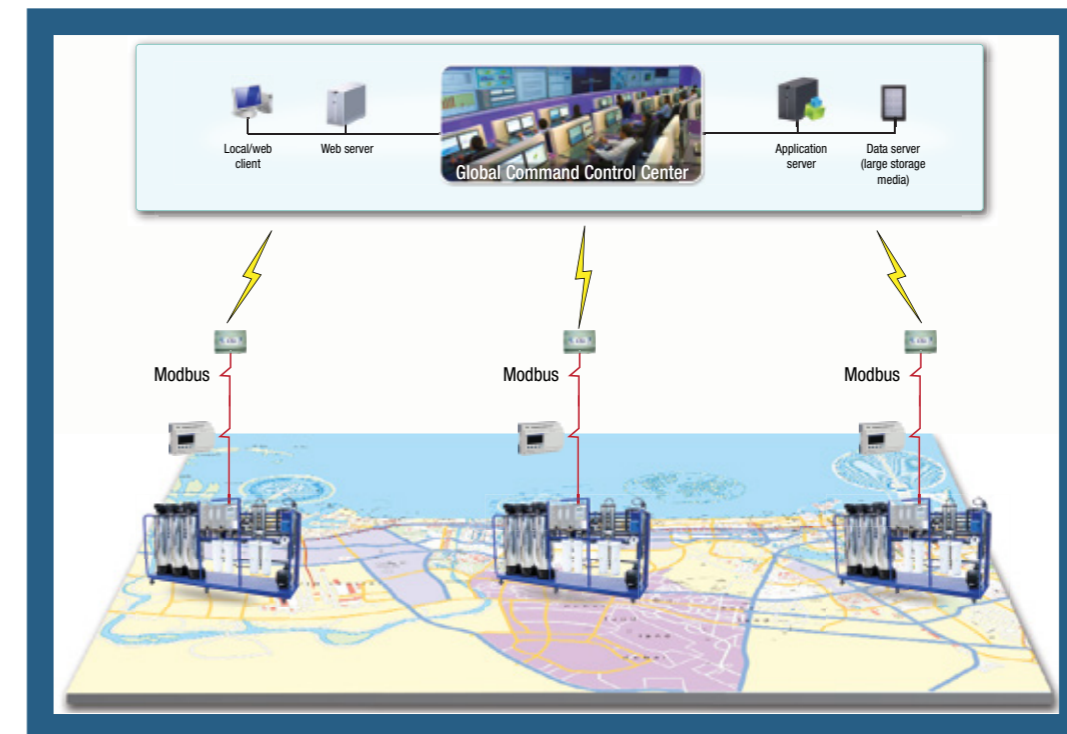 Local/web
client
Web server
Global Command Control Center
Application
server
Data server
(large storage
media)
Modbus
Modbus
Modbus